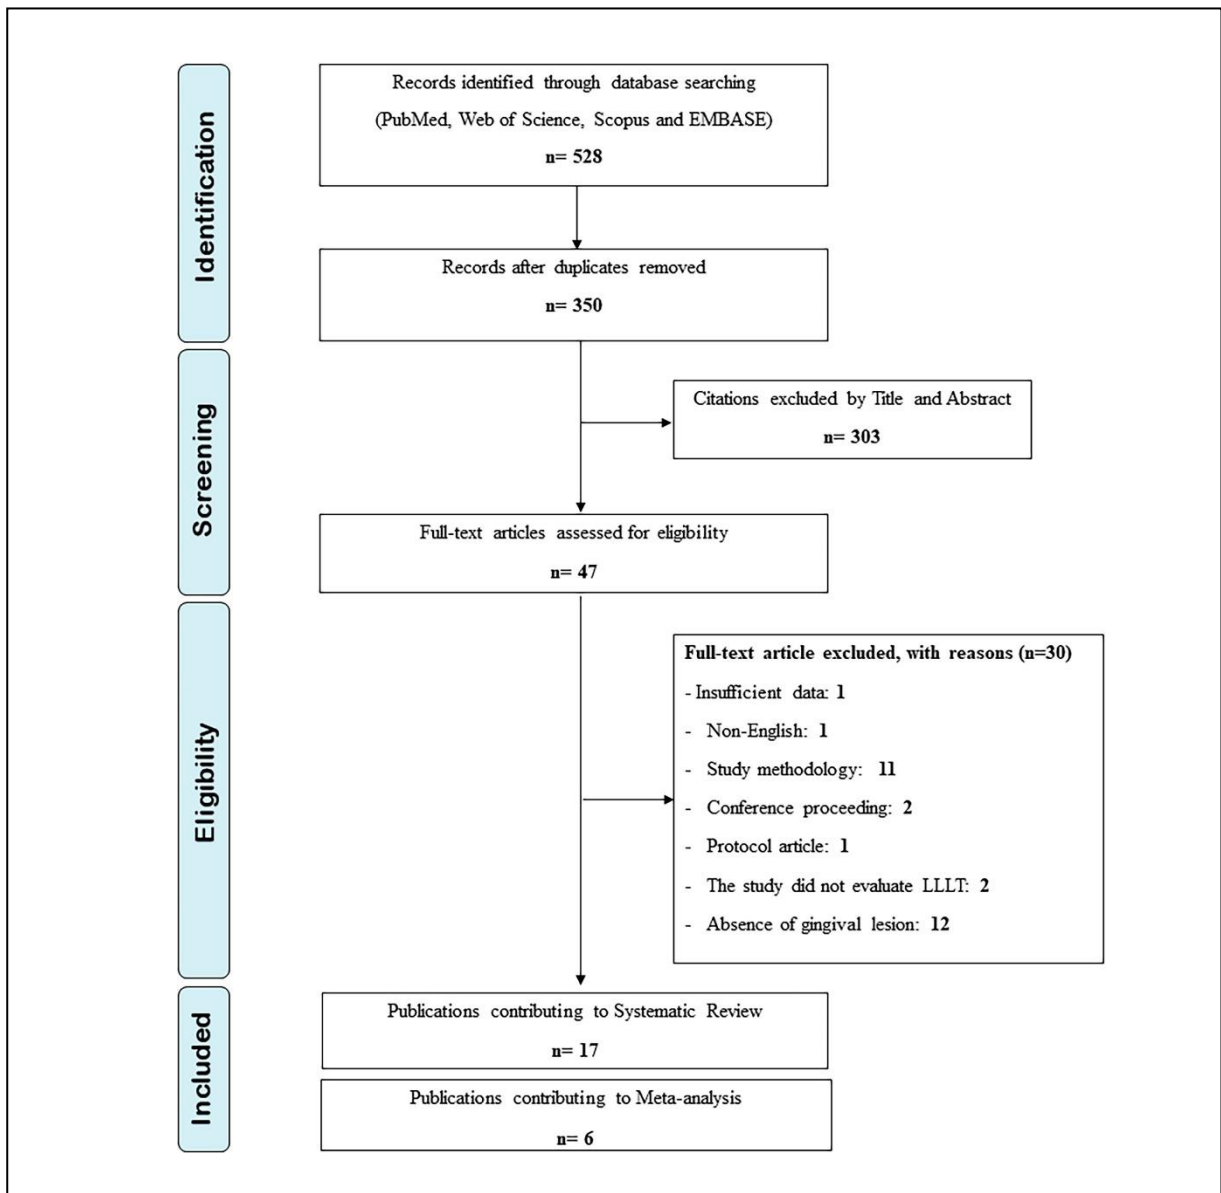 Identification
Records identified through database searching
(PubMed, Web of Science, Scopus and EMBASE)
n= 528
Records after duplicates removed
n= 350
Screening
Citations excluded by Title and Abstract
n= 303
Full-text articles assessed for eligibility
n= 47
Eligibility
Full-text article excluded, with reasons (n=30)
- Insufficient data: 1
- Non-English: 1
- Study methodology: 11
- Conference proceeding: 2
- Protocol article: 1
- The study did not evaluate LLLT: 2
- Absence of gingival lesion: 12
Included
Publications contributing to Systematic Review
n= 17
Publications contributing to Meta-analysis
n= 6